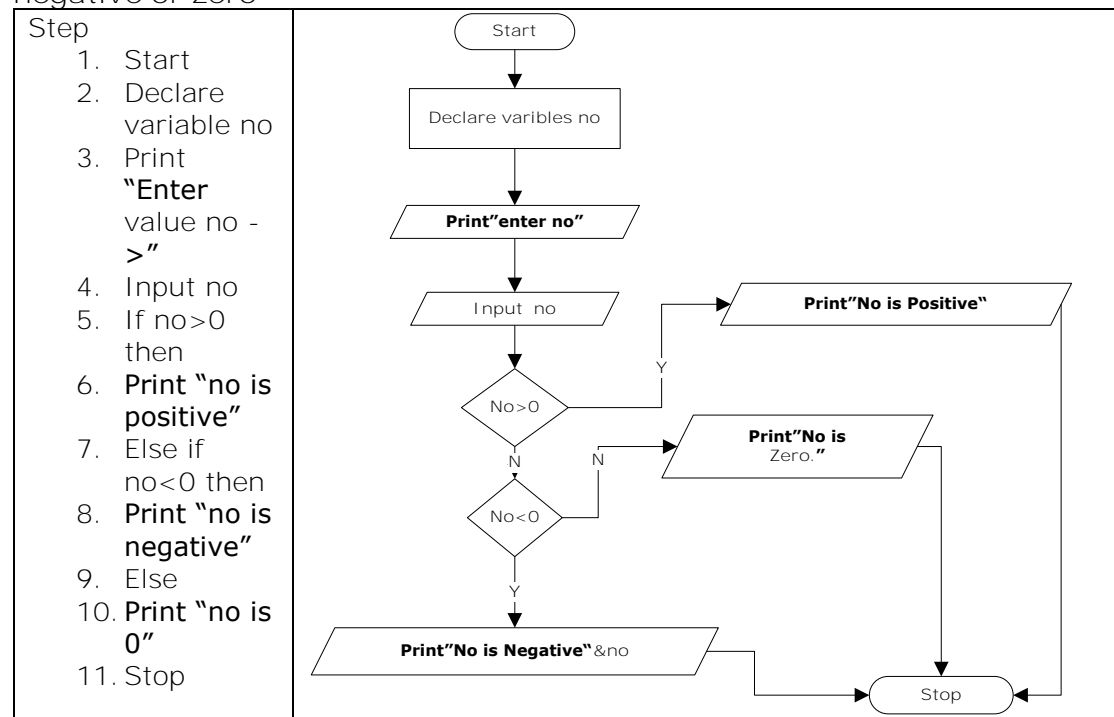 negative or zero
Step
1. Start
2. Declare
variable no
3. Print
“Enter
value no -
>”
4. Input no
5. If no>0
then
6. Print “no is
positive”
7. Else if
no<0 then
8. Print “no is
negative”
9. Else
10. Print “no is
0”
11. Stop
Start
Declare varibles no
Print”enter no”
Input no
Print”No is Positive“
Y
No>0
Print”No is
Zero.”
N
N
No<0
Y
Print”No is Negative“&no
Stop